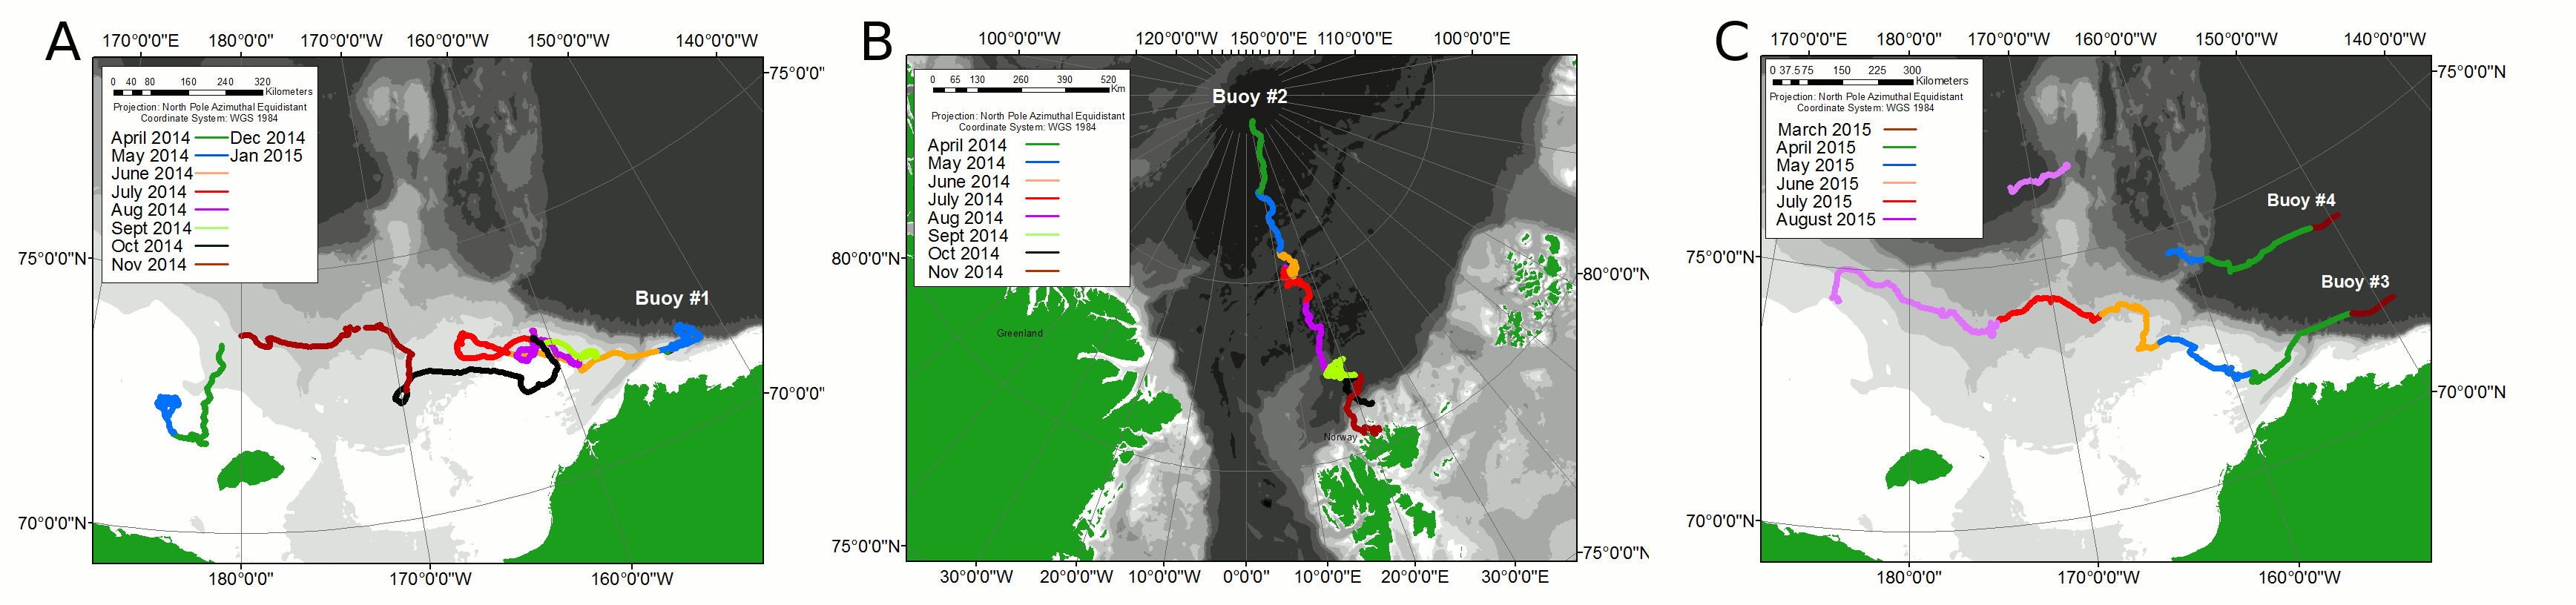 A
170°0'0"E 180°0'0" 170°0'0"W 160°0'0"W 150°0'0"W 140°0'0"W
0 40 80 160 240 320
Kilometers
Projection: North Pole Azimuthal Equidistant
Coordinate System: WGS 1984
April 2014 Dec 2014
May 2014 Jan 2015
June 2014
July 2014
Aug 2014
Sept 2014
Oct 2014
Nov 2014
Buoy #1
75°0'0"
75°0'0"N
70°0'0"
70°0'0"N
180°0'0" 170°0'0"W 160°0'0"W
B
100°0'0"W 120°0'0"W 150°0'0"E 110°0'0"E 100°0'0"E
0 65 130 260 390 520
Km
Projection: North Pole Azimuthal Equidistant
Coordinate System: WGS 1984
April 2014
May 2014
June 2014
July 2014
Aug 2014
Sept 2014
Oct 2014
Nov 2014
Buoy #2
Greenland
Norway
80°0'0"N
80°0'0"N
75°0'0"N
75°0'0"N
30°0'0"W 20°0'0"W 10°0'0"W 0°0'0" 10°0'0"E 20°0'0"E 30°0'0"E
C
170°0'0"E 180°0'0" 170°0'0"W 160°0'0"W 150°0'0"W 140°0'0"W
0 37.5 75 150 225 300
Kilometers
Projection: North Pole Azimuthal Equidistant
Coordinate System: WGS 1984
March 2015
April 2015
May 2015
June 2015
July 2015
August 2015
Buoy #4
Buoy #3
75°0'0"N
75°0'0"N
70°0'0"N
70°0'0"N
180°0'0" 170°0'0"W 160°0'0"W